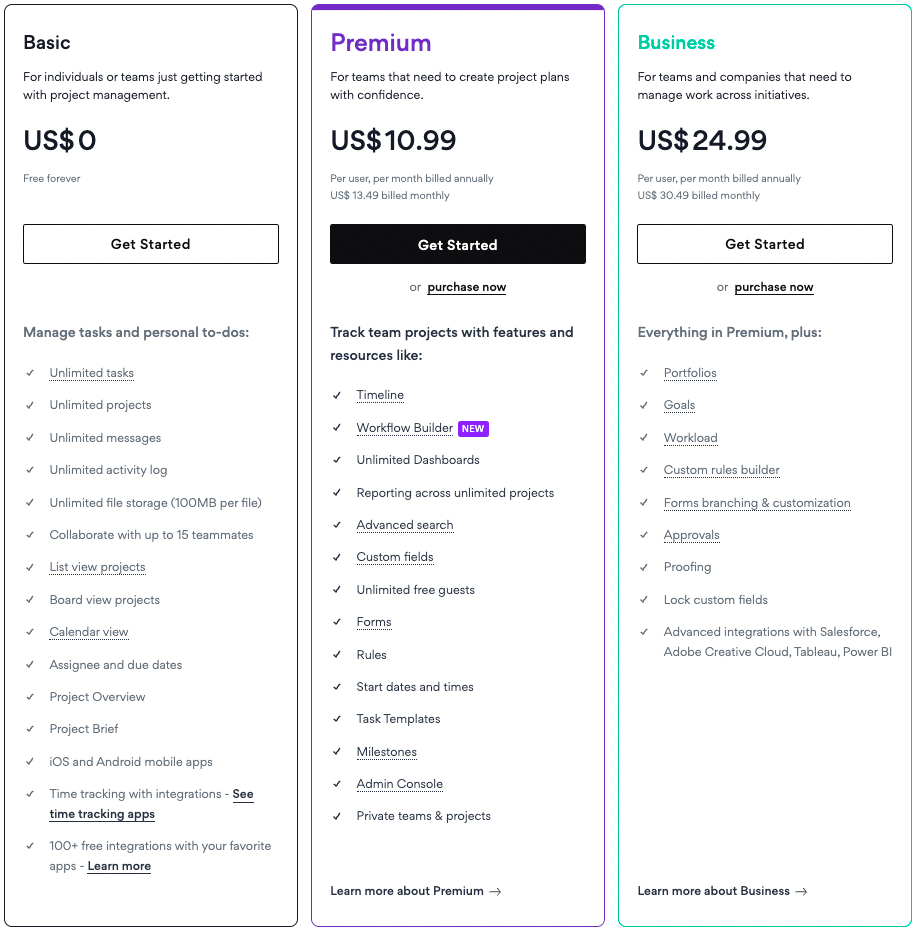 Basic
For individuals or teams just getting started
with project management.
US$ 0
Free forever
Get Started
Manage tasks and personal to-dos:
Unlimited tasks
Unlimited projects
Unlimited messages
Unlimited activity log
Unlimited file storage (100MB per file)
Collaborate with up to 15 teammates
List view projects
Board view projects
Calendar view
Assignee and due dates
Project Overview
Project Brief
iOS and Android mobile apps
Time tracking with integrations - See
time tracking apps
100+ free integrations with your favorite
apps - Learn more
Premium
For teams that need to create project plans
with confidence.
US$ 10.99
Per user, per month billed annually
US$ 13.49 billed monthly
Get Started
or purchase now
Track team projects with features and
resources like:
Timeline
Workflow Builder NEW
Unlimited Dashboards
Reporting across unlimited projects
Advanced search
Custom fields
Unlimited free guests
Forms
Rules
Start dates and times
Task Templates
Milestones
Admin Console
Private teams & projects
Learn more about Premium →
Business
For teams and companies that need to
manage work across initiatives.
US$ 24.99
Per user, per month billed annually
US$ 30.49 billed monthly
Get Started
or purchase now
Everything in Premium, plus:
Portfolios
Goals
Workload
Custom rules builder
Forms branching & customization
Approvals
Proofing
Lock custom fields
Advanced integrations with Salesforce,
Adobe Creative Cloud, Tableau, Power BI
Learn more about Business →